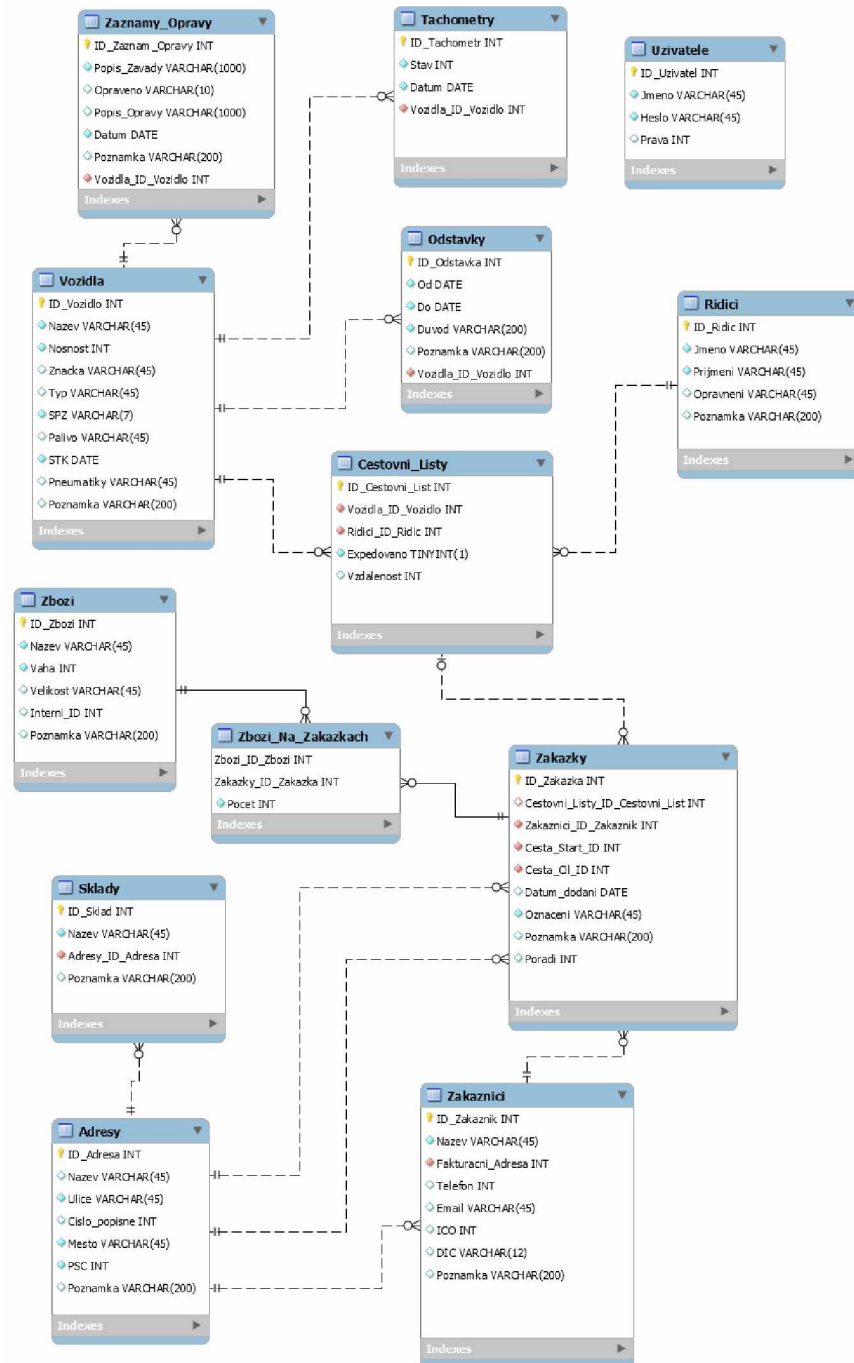 Zaznamy_Opravy
ID_Zaznam_Opravy INT
Popis_Zavady VARCHAR(1000)
Opraveno VARCHAR(10)
Popis_Opravy VARCHAR(1000)
Datum DATE
Poznamka VARCHAR(200)
Vozidla_ID_Vozidlo INT
Indexes
Tachometry
ID_Tachometr INT
Stav INT
Datum DATE
Vozidla_ID_Vozidlo INT
Indexes
Uzivatele
ID_Uzivatel INT
Jmeno VARCHAR(45)
Heslo VARCHAR(45)
Prava INT
Indexes
Vozidla
ID_Vozidlo INT
Nazev VARCHAR(45)
Nosnost INT
Znacka VARCHAR(45)
Typ VARCHAR(45)
SPZ VARCHAR(7)
Palivo VARCHAR(45)
STK DATE
Pneumatiky VARCHAR(45)
Poznamka VARCHAR(200)
Indexes
Odstavky
ID_Odstavka INT
Od DATE
Do DATE
Duvod VARCHAR(200)
Poznamka VARCHAR(200)
Vozidla_ID_Vozidlo INT
Indexes
Ridici
ID_Ridic INT
Jmeno VARCHAR(45)
Prijmeni VARCHAR(45)
Opravneni VARCHAR(45)
Poznamka VARCHAR(200)
Indexes
Cestovni_Listy
ID_Cestovni_List INT
Vozidla_ID_Vozidlo INT
Ridici_ID_Ridic INT
Expedovano TINYINT(1)
Vzdalenost INT
Indexes
Zbozi
ID_Zbozi INT
Nazev VARCHAR(45)
Vaha INT
Velikost VARCHAR(45)
Interni_ID INT
Poznamka VARCHAR(200)
Indexes
Zbozi_Na_Zakazkach
Zbozi_ID_Zbozi INT
Zakazky_ID_Zakazka INT
Pocet INT
Indexes
Zakazky
ID_Zakazka INT
Cestovni_Listy_ID_Cestovni_List INT
Zakaznici_ID_Zakaznik INT
Cesta_Start_ID INT
Cesta_Cil_ID INT
Datum_dodani DATE
Oznaceni VARCHAR(45)
Poznamka VARCHAR(200)
Poradi INT
Indexes
Sklady
ID_Sklad INT
Nazev VARCHAR(45)
Adresy_ID_Adresa INT
Poznamka VARCHAR(200)
Indexes
Adresy
ID_Adresa INT
Nazev VARCHAR(45)
Ulice VARCHAR(45)
Cislo_popisne INT
Mesto VARCHAR(45)
PSC INT
Poznamka VARCHAR(200)
Indexes
Zakaznici
ID_Zakaznik INT
Nazev VARCHAR(45)
Fakturacni_Adresa INT
Telefon INT
Email VARCHAR(45)
ICO INT
DIC VARCHAR(12)
Poznamka VARCHAR(200)
Indexes